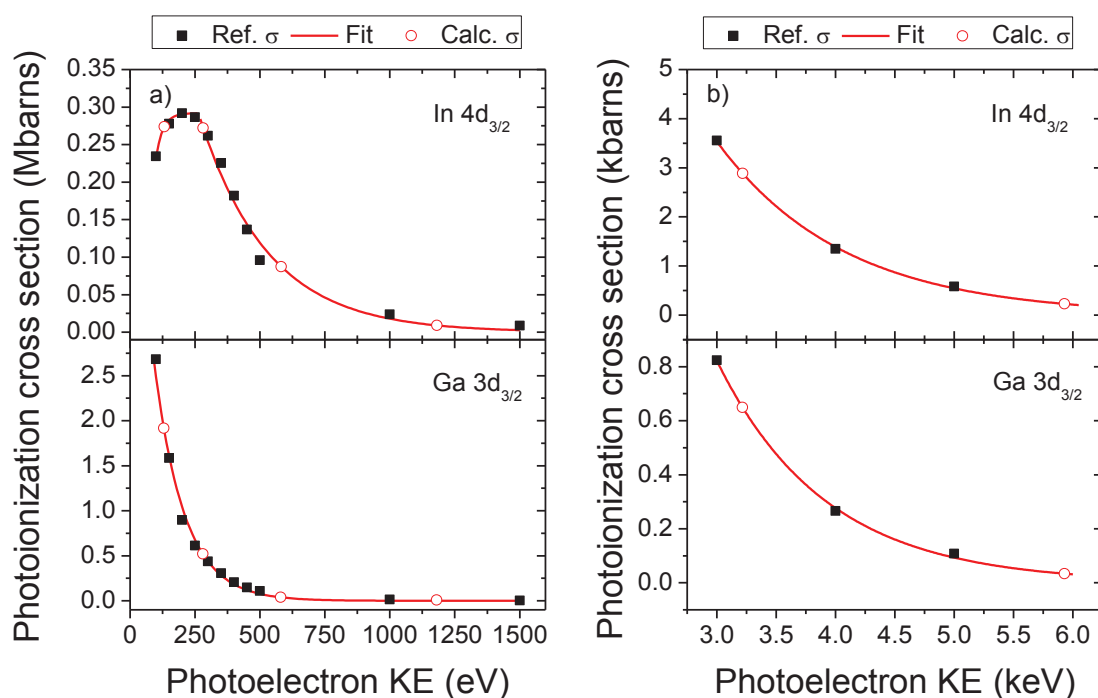 Ref. σ Fit Calc. σ
a)
In 4d3/2
0.35
0.30
0.25
0.20
0.15
0.10
0.05
0.00
Ga 3d3/2
2.5
2.0
1.5
1.0
0.5
0.0
0 250 500 750 1000 1250 1500
Photoionization cross section (Mbarns)
Photoelectron KE (eV)
Ref. σ Fit Calc. σ
b)
In 4d3/2
5
4
3
2
1
0
Ga 3d3/2
0.8
0.6
0.4
0.2
0.0
3.0 3.5 4.0 4.5 5.0 5.5 6.0
Photoionization cross section (kbarns)
Photoelectron KE (keV)